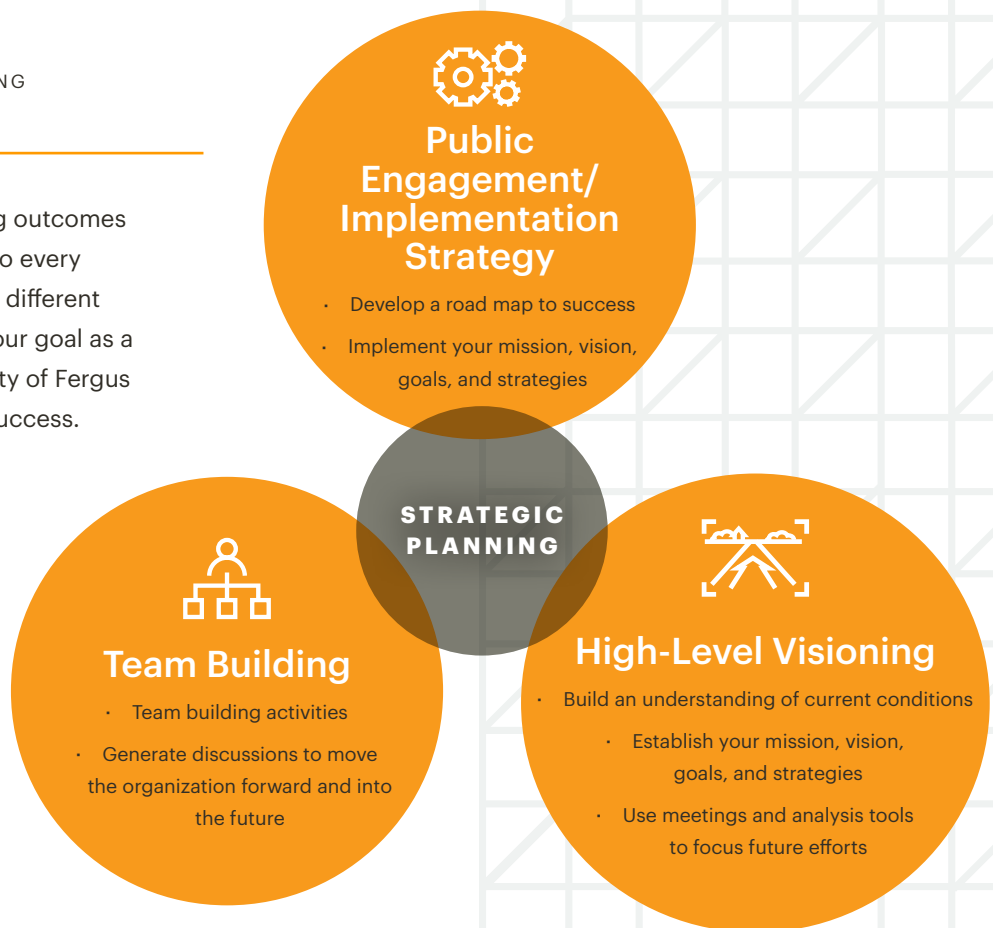 NG
g outcomes
o every
different
our goal as a
ty of Fergus
uccess.
Public
Engagement/
Implementation
Strategy
· Develop a road map to success
· Implement your mission, vision,
goals, and strategies
STRATEGIC
PLANNING
Team Building
· Team building activities
· Generate discussions to move
the organization forward and into
the future
High-Level Visioning
· Build an understanding of current conditions
· Establish your mission, vision,
goals, and strategies
· Use meetings and analysis tools
to focus future efforts